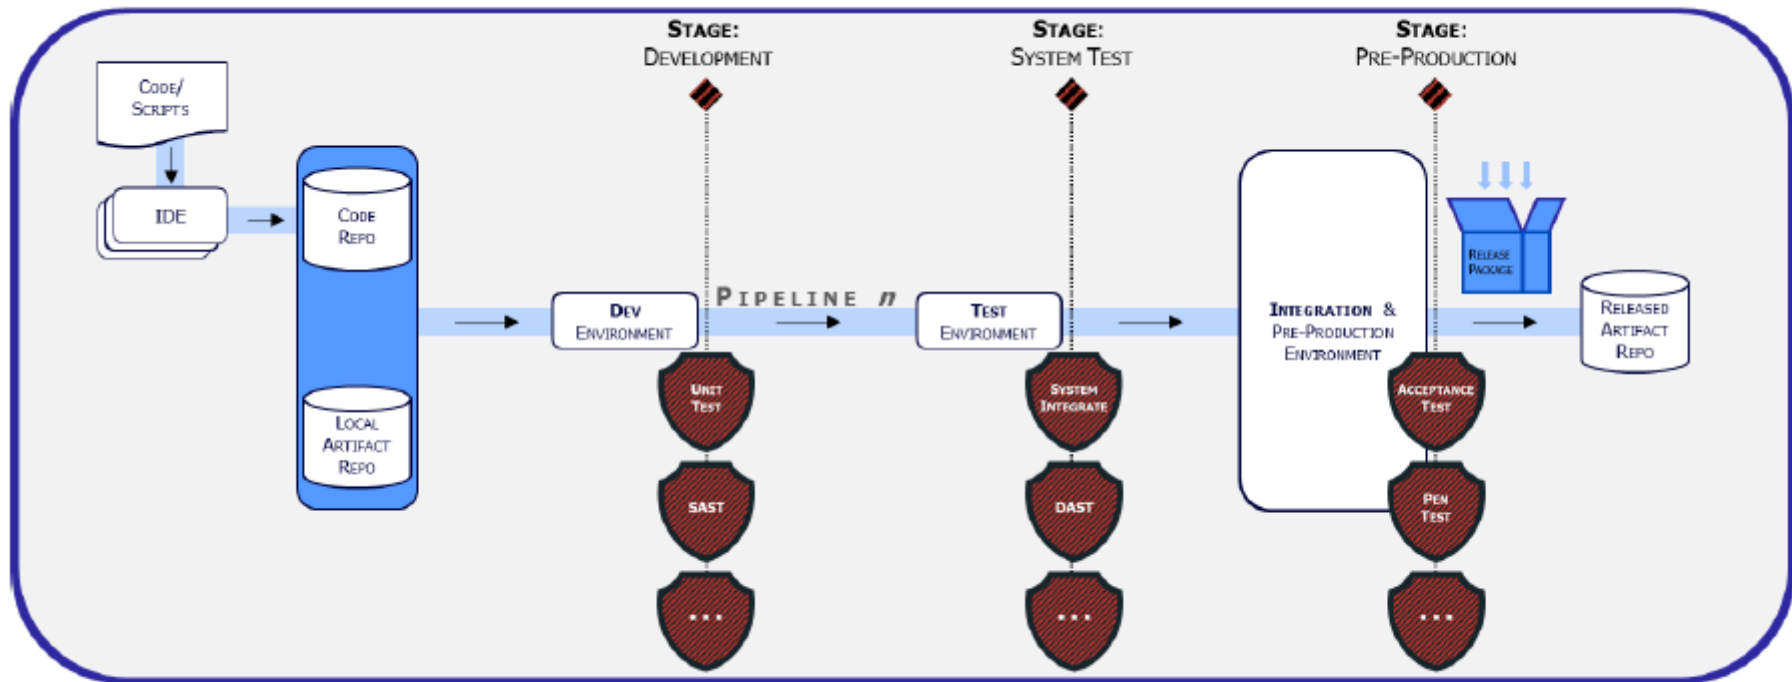 STAGE:
DEVELOPMENT
STAGE:
SYSTEM TEST
STAGE:
PRE-PRODUCTION
CODE/
SCRIPTS
IDE
CODE
REPO
LOCAL
ARTIFACT
REPO
DEV
ENVIRONMENT
PIPELINE n
TEST
ENVIRONMENT
INTEGRATION &
PRE-PRODUCTION
ENVIRONMENT
RELEASE
PACKAGE
RELEASED
ARTIFACT
REPO
UNIT
TEST
SYSTEM
INTEGRATE
ACCEPTANCE
TEST
SAST
DAST
PEN
TEST
...
...
...